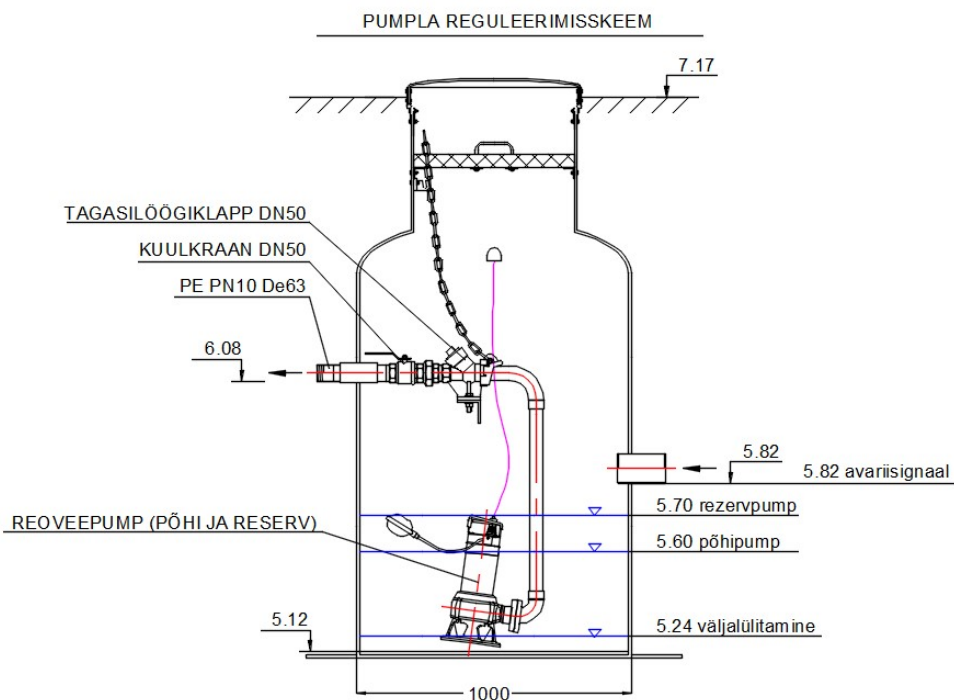 PUMPLA REGULEERIMISSKEEM
7.17
TAGASILÖÖGIKLAPP DN50
KUULKRAAN DN50
PE PN10 De63
6.08
5.82
5.82 avariisignaal
5.70 rezervpump
REOVEEPUMP (PÕHI JA RESERV)
5.60 põhipump
5.12
5.24 väljalülitamine
1000